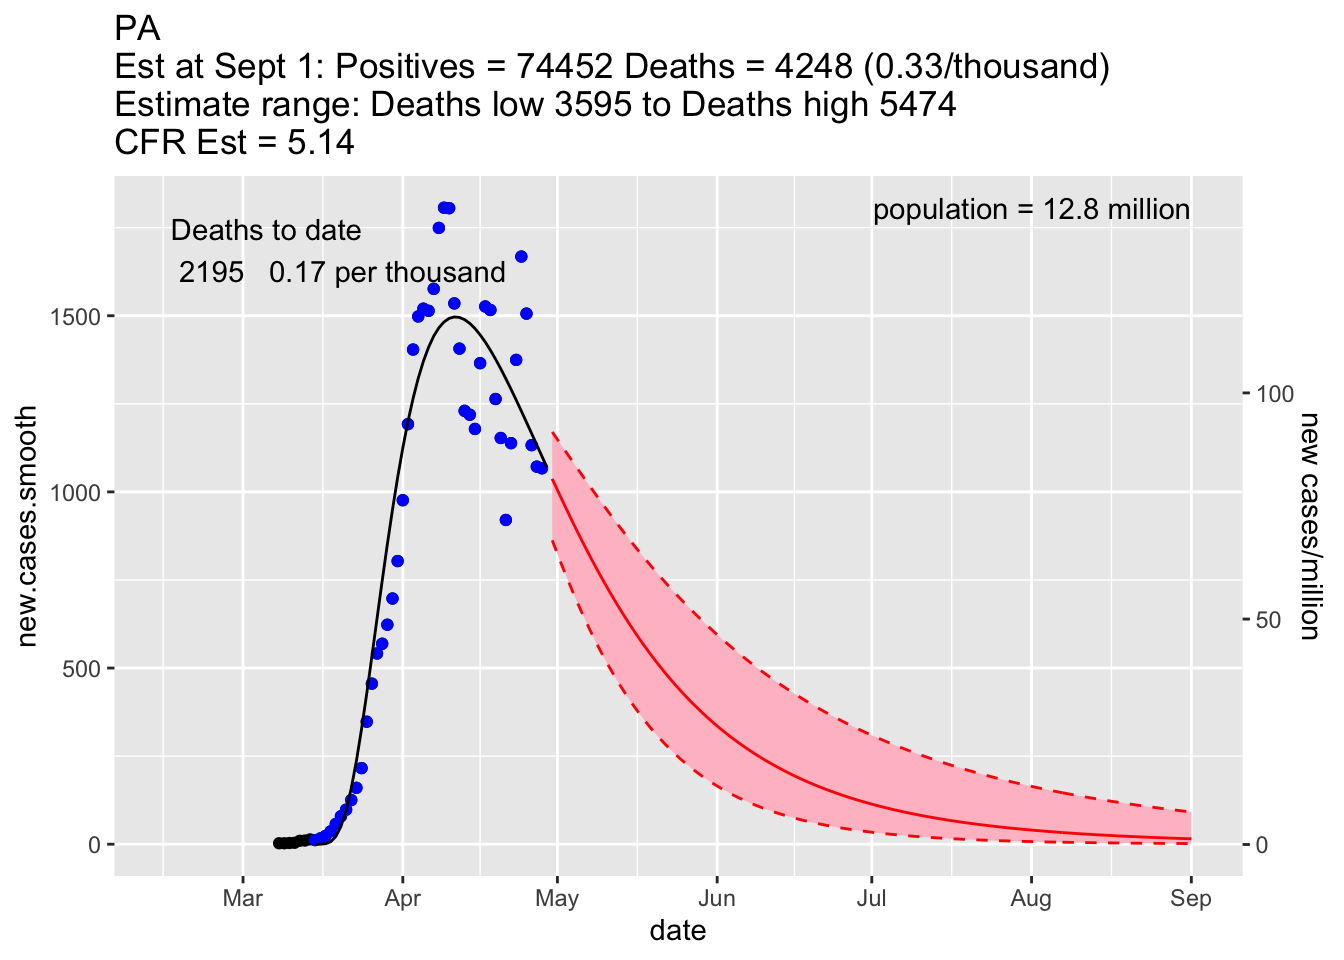 PA
Est at Sept 1: Positives = 74452 Deaths = 4248 (0.33/thousand)
Estimate range: Deaths low 3595 to Deaths high 5474
CFR Est = 5.14
Deaths to date
2195 0.17 per thousand
population = 12.8 million
new.cases.smooth
1500
1000
500
0
100
50
0
new cases/million
Mar Apr May Jun Jul Aug Sep
date